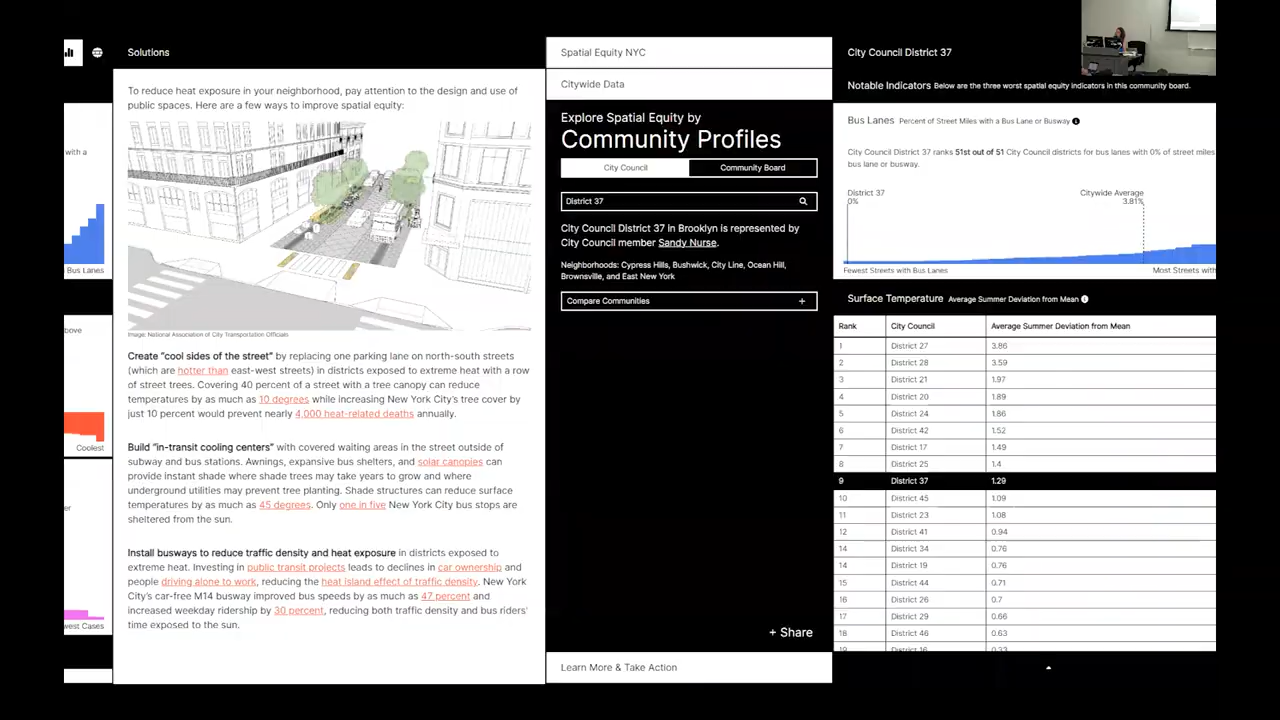 Solutions
with a
Bus Lanes
bove
Coolest
er
west Cases
To reduce heat exposure in your neighborhood, pay attention to the design and use of
public spaces. Here are a few ways to improve spatial equity:
Image: National Association of City Transportation Officials
Create “cool sides of the street” by replacing one parking lane on north-south streets
(which are hotter than east-west streets) in districts exposed to extreme heat with a row
of street trees. Covering 40 percent of a street with a tree canopy can reduce
temperatures by as much as 10 degrees while increasing New York City’s tree cover by
just 10 percent would prevent nearly 4,000 heat-related deaths annually.
Build “in-transit cooling centers” with covered waiting areas in the street outside of
subway and bus stations. Awnings, expansive bus shelters, and solar canopies can
provide instant shade where shade trees may take years to grow and where
underground utilities may prevent tree planting. Shade structures can reduce surface
temperatures by as much as 45 degrees. Only one in five New York City bus stops are
sheltered from the sun.
Install busways to reduce traffic density and heat exposure in districts exposed to
extreme heat. Investing in public transit projects leads to declines in car ownership and
people driving alone to work, reducing the heat island effect of traffic density. New York
City’s car-free M14 busway improved bus speeds by as much as 47 percent and
increased weekday ridership by 30 percent, reducing both traffic density and bus riders’
time exposed to the sun.
Spatial Equity NYC
Citywide Data
Explore Spatial Equity by
Community Profiles
City Council Community Board
District 37
City Council District 37 in Brooklyn is represented by
City Council member Sandy Nurse.
Neighborhoods: Cypress Hills, Bushwick, City Line, Ocean Hill,
Brownsville, and East New York
Compare Communities +
+ Share
Learn More & Take Action
City Council District 37
Notable Indicators Below are the three worst spatial equity indicators in this community board.
Bus Lanes Percent of Street Miles with a Bus Lane or Busway
City Council District 37 ranks 51st out of 51 City Council districts for bus lanes with 0% of street miles
bus lane or busway.
District 37 Citywide Average
0% 3.81%
Fewest Streets with Bus Lanes Most Streets with
Surface Temperature Average Summer Deviation from Mean
Rank City Council Average Summer Deviation from Mean
1 District 27 3.86
2 District 28 3.59
3 District 21 1.97
4 District 20 1.89
5 District 24 1.86
6 District 42 1.52
7 District 17 1.49
8 District 25 1.4
9 District 37 1.29
10 District 45 1.09
11 District 23 1.08
12 District 41 0.94
14 District 34 0.76
14 District 19 0.76
15 District 44 0.71
16 District 26 0.7
17 District 29 0.66
18 District 46 0.63
19 District 16 0.33